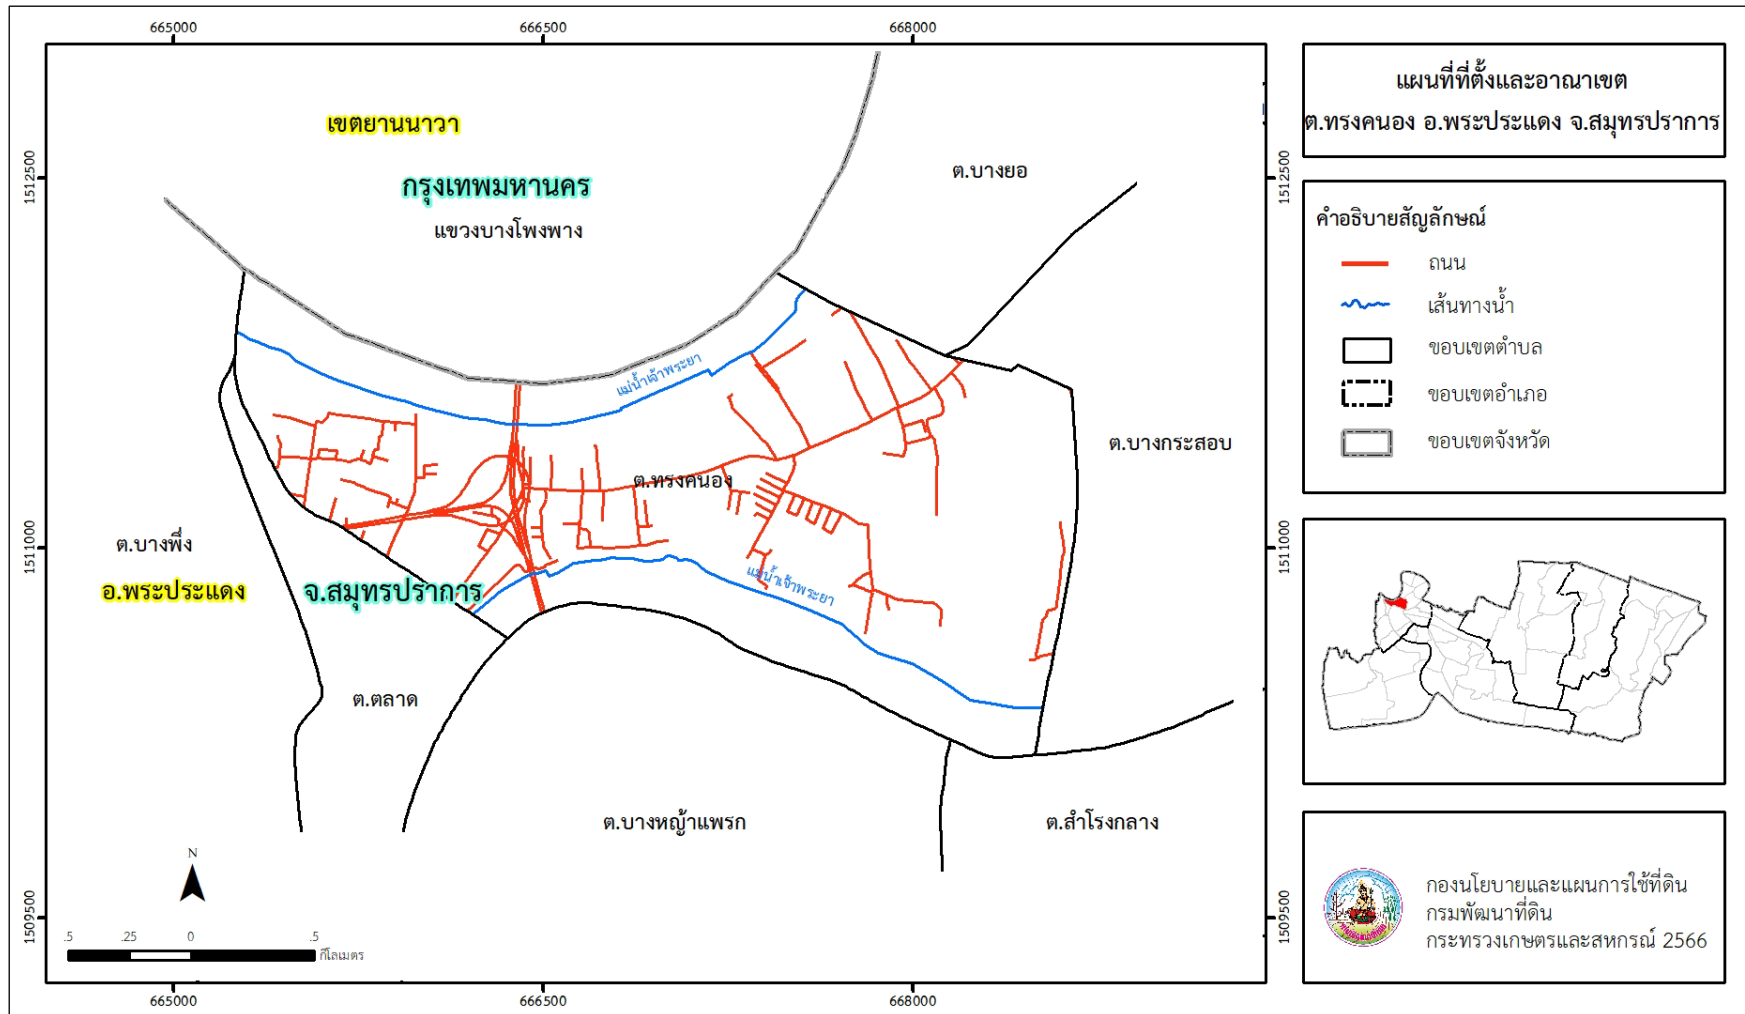 665000
666500
668000
แผนที่ที่ตั้งและอาณาเขต
ต.ทรงคนอง อ.พระประแดง จ.สมุทรปราการ
เขตยานนาวา
กรุงเทพมหานคร
แขวงบางโพงพาง
ต.บางยอ
1512500
1512500
คำอธิบายสัญลักษณ์
ถนน
เส้นทางน้ำ
ขอบเขตตำบล
ขอบเขตอำเภอ
ขอบเขตจังหวัด
แม่น้ำเจ้าพระยา
ต.บางกระสอบ
ต.ทรงคนอง
1511000
1511000
ต.บางพึ่ง
อ.พระประแดง
จ.สมุทรปราการ
แม่น้ำเจ้าพระยา
ต.ตลาด
ต.บางหญ้าแพรก
ต.สำโรงกลาง
N
1509500
1509500
.5 .25 0 .5
กิโลเมตร
กองนโยบายและแผนการใช้ที่ดิน
กรมพัฒนาที่ดิน
กระทรวงเกษตรและสหกรณ์ 2566
665000
666500
668000